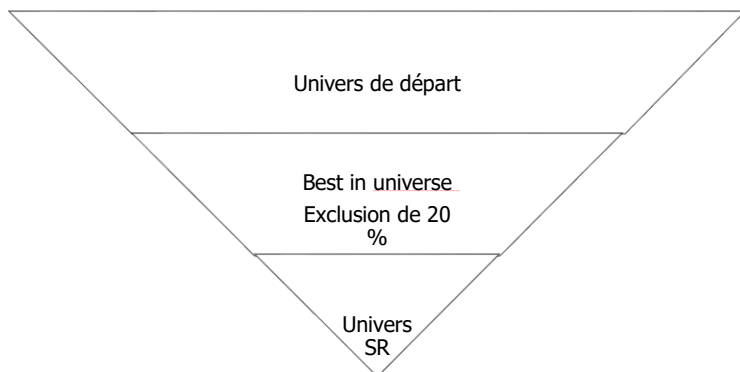 Univers de départ
Best in universe
Exclusion de 20
%
Univers
SR